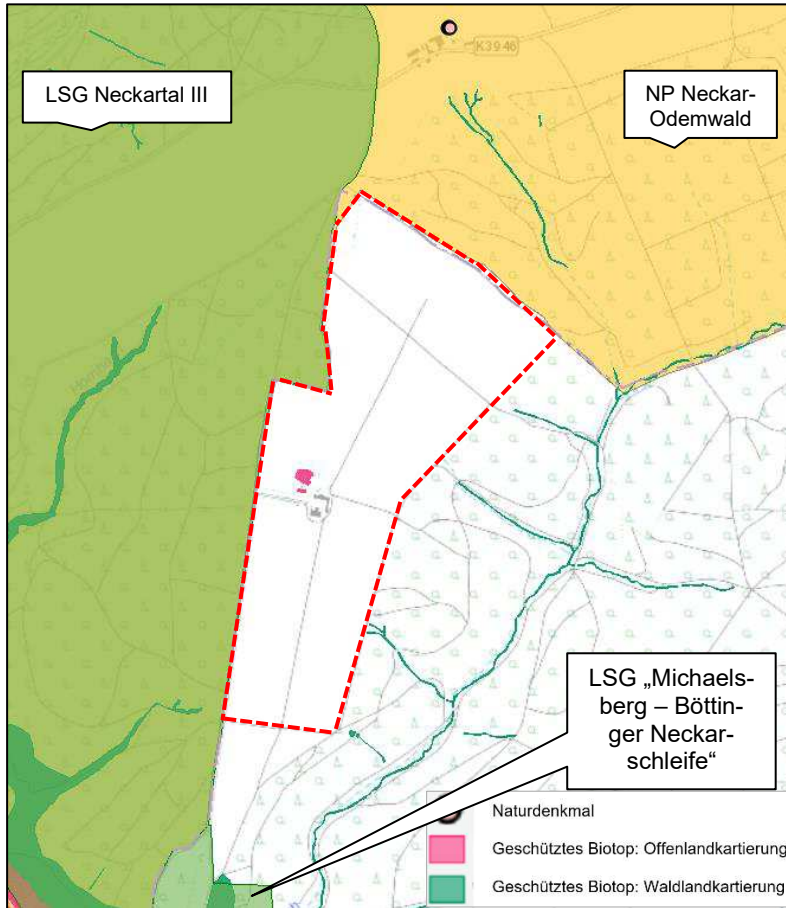 K3946
LSG Neckartal III
NP Neckar-
Odemwald
LSG „Michaels-
berg – Böttin-
ger Neckar-
schleife“
Naturdenkmal
Geschütztes Biotop: Offenlandkartierung
Geschütztes Biotop: Waldlandkartierung